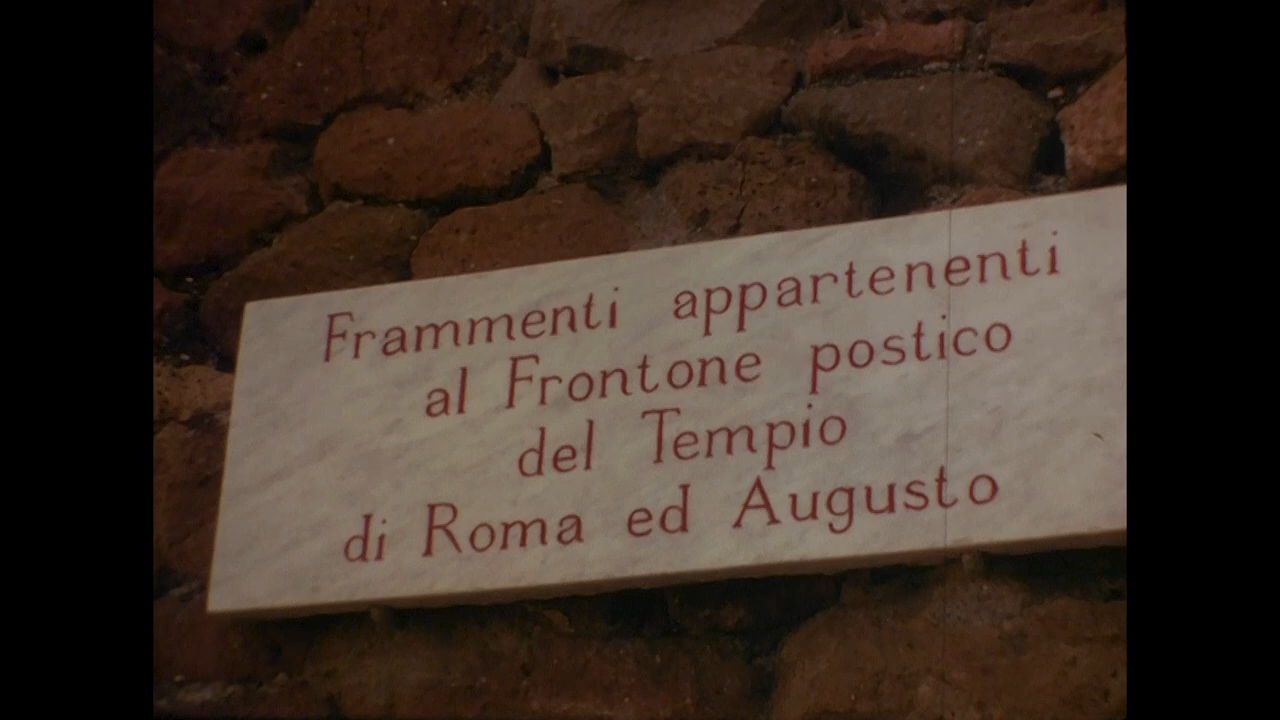 Frammenti appartenenti
al Frontone postico
del Tempio
di Roma ed Augusto